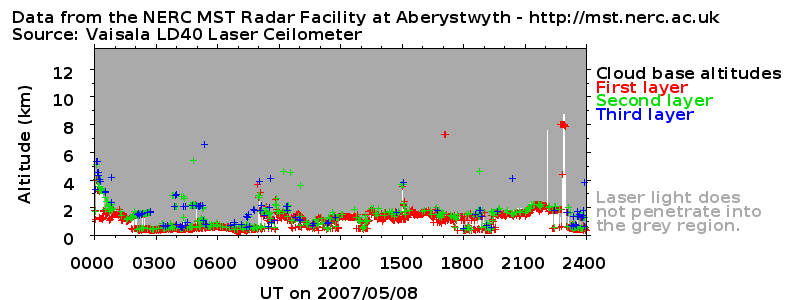 Data from the NERC MST Radar Facility at Aberystwyth - http://mst.nerc.ac.uk
Source: Vaisala LD40 Laser Ceilometer
12
10
8
6
4
2
0
Altitude (km)
Cloud base altitudes
First layer
Second layer
Third layer
Laser light does
not penetrate into
the grey region.
0000 0300 0600 0900 1200 1500 1800 2100 2400
UT on 2007/05/08